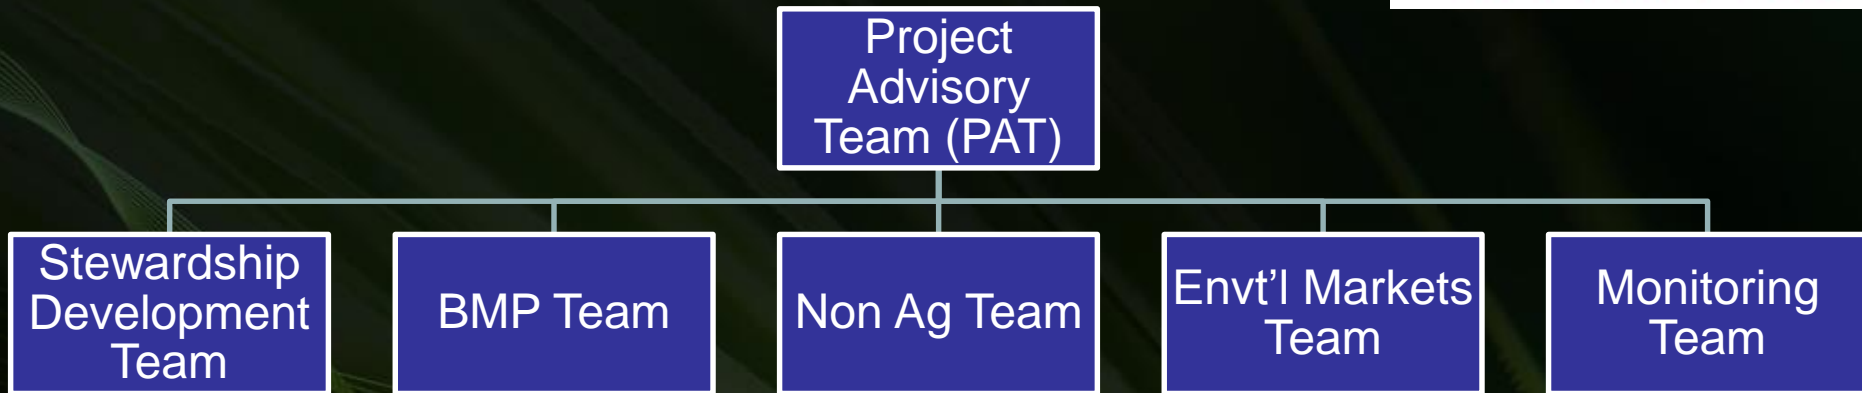 Project
Advisory
Team (PAT)
Stewardship
Development
Team
BMP Team
Non Ag Team
Envt’l Markets
Team
Monitoring
Team